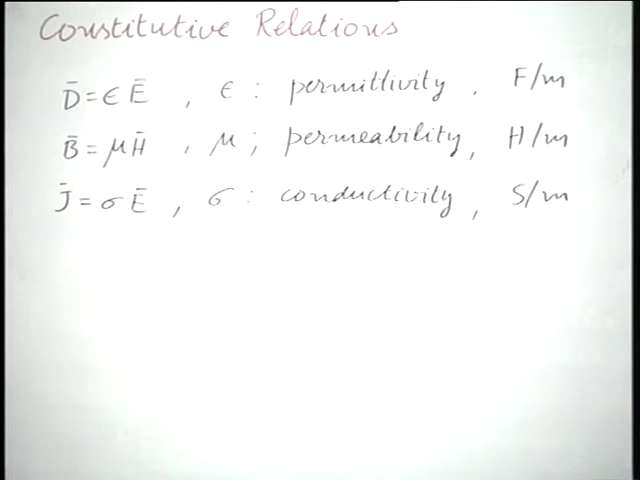 Constitutive Relations
D̄ = ϵ Ē , ϵ : permittivity , F/m
B̄ = μ H̄ , μ ; permeability , H/m
J̄ = σ Ē , σ : conductivity , S/m